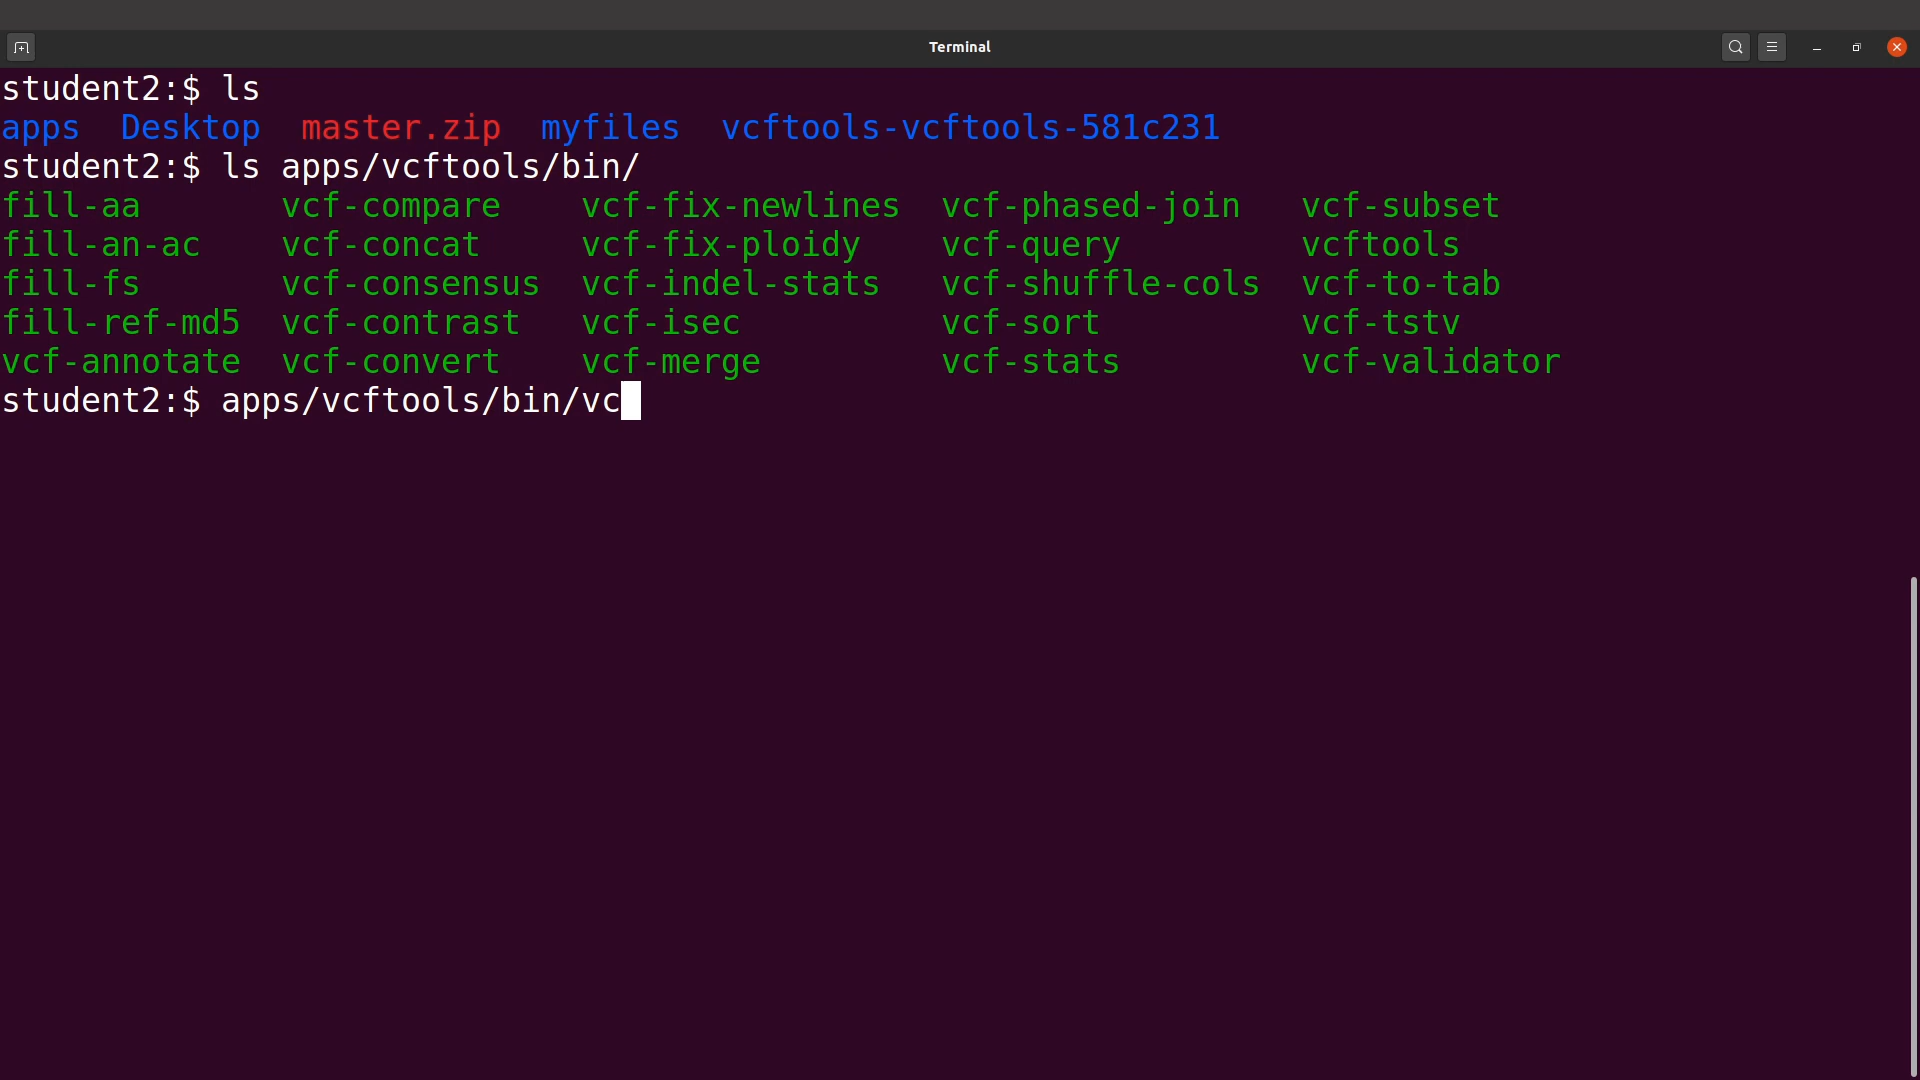 Terminal
student2:$ ls
apps  Desktop  master.zip  myfiles  vcftools-vcftools-581c231
student2:$ ls apps/vcftools/bin/
fill-aa       vcf-compare    vcf-fix-newlines  vcf-phased-join   vcf-subset
fill-an-ac    vcf-concat     vcf-fix-ploidy    vcf-query         vcftools
fill-fs       vcf-consensus  vcf-indel-stats   vcf-shuffle-cols  vcf-to-tab
fill-ref-md5  vcf-contrast   vcf-isec          vcf-sort          vcf-tstv
vcf-annotate  vcf-convert    vcf-merge         vcf-stats         vcf-validator
student2:$ apps/vcftools/bin/vc